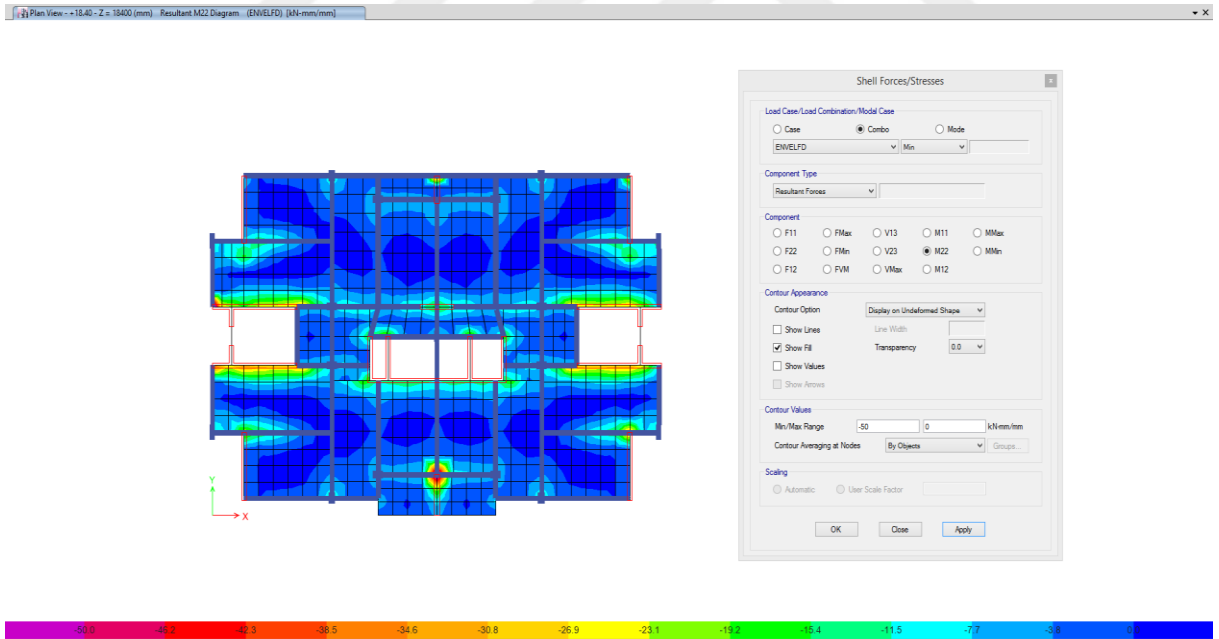 Plan View - +18.40 - Z = 18400 (mm) Resultant M22 Diagram (ENVELFD) [kN-mm/mm]
Shell Forces/Stresses
Load Case/Load Combination/Modal Case
Case Combo Mode
ENVELFD Min
Component Type
Resultant Forces
Component
F11 FMax V13 M11 MMax
F22 FMin V23 M22 MMin
F12 FVM VMax M12
Contour Appearance
Contour Option Display on Undeformed Shape
Show Lines Line Width
Show Fill Transparency 0.0
Show Values
Show Arrows
Contour Values
Min/Max Range -50 0 kN-mm/mm
Contour Averaging at Nodes By Objects Groups...
Scaling
Automatic User Scale Factor
OK Close Apply
Y
X
-50.0 -46.2 -42.3 -38.5 -34.6 -30.8 -26.9 -23.1 -19.2 -15.4 -11.5 -7.7 -3.8